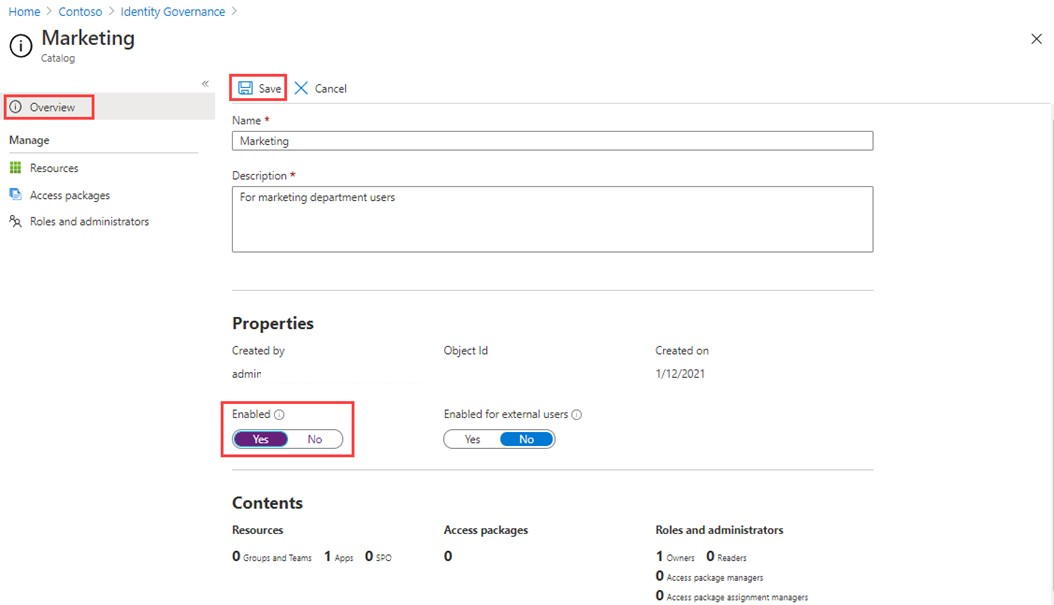 Home > Contoso > Identity Governance >
Marketing
Catalog
«
Overview
Manage
Resources
Access packages
Roles and administrators
Save Cancel
Name *
Marketing
Description *
For marketing department users
Properties
Created by Object Id Created on
admin 1/12/2021
Enabled Enabled for external users
Yes No Yes No
Contents
Resources Access packages Roles and administrators
0 Groups and Teams 1 Apps 0 SPO 0 1 Owners 0 Readers
0 Access package managers
0 Access package assignment managers